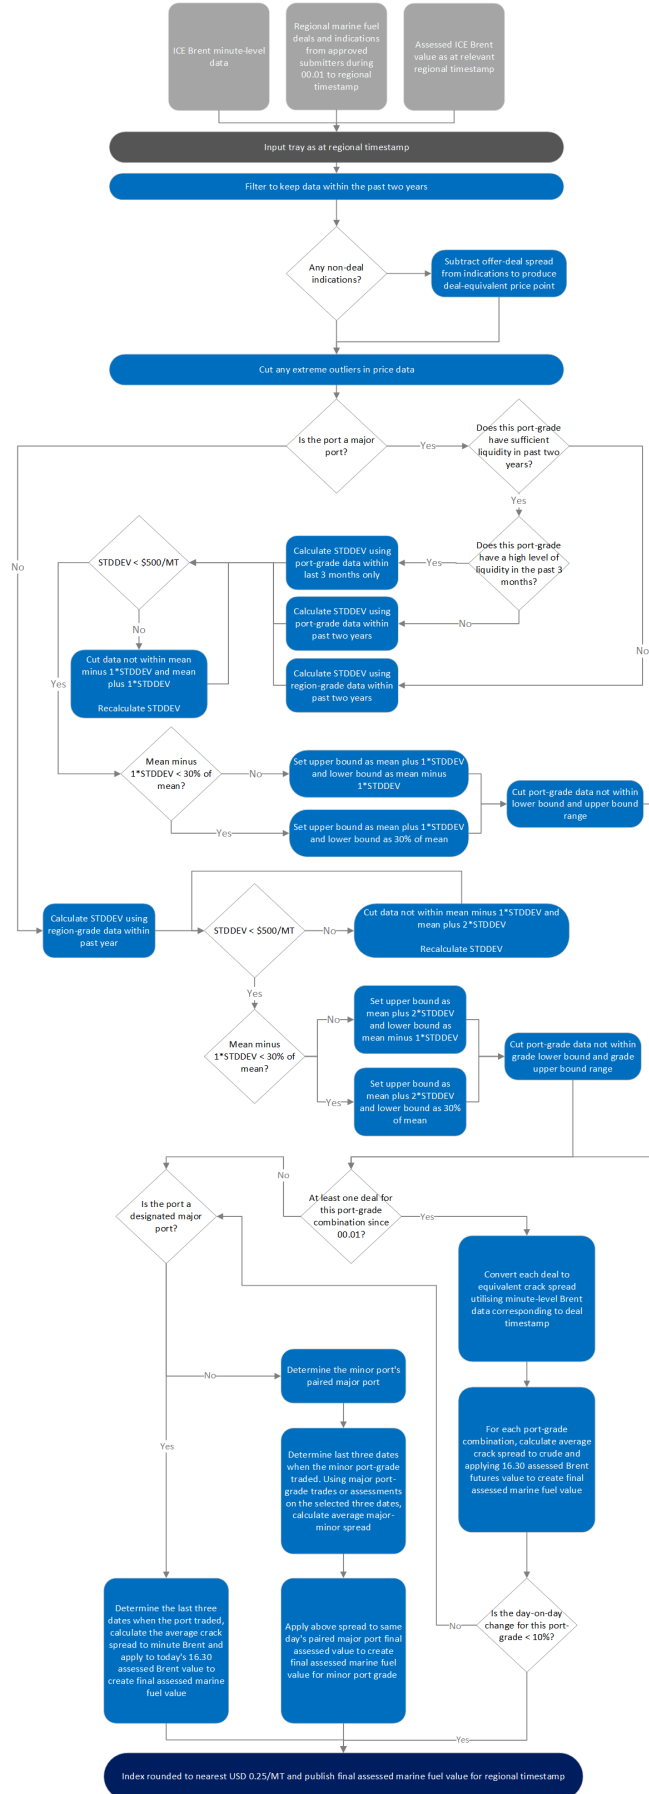 ICE Brent minute-level
data
Regional marine fuel
deals and indications
from approved
submitters during
00.01 to regional
timestamp
Assessed ICE Brent
value as at relevant
regional timestamp
Input tray as at regional timestamp
Filter to keep data within the past two years
Any non-deal
indications?
Subtract offer-deal spread
from indications to produce
deal-equivalent price point
Cut any extreme outliers in price data
Is the port a major
port?
Yes
Does this port-grade
have sufficient
liquidity in past two
years?
Yes
No
No
STDDEV < $500/MT
Calculate STDDEV using
port-grade data within
last 3 months only
Yes
Does this port-grade
have a high level of
liquidity in the past 3
months?
No
Calculate STDDEV using
port-grade data within
past two years
No
Cut data not within mean
minus 1*STDDEV and mean
plus 1*STDDEV
Recalculate STDDEV
Calculate STDDEV using
region-grade data within
past two years
Yes
Mean minus
1*STDDEV < 30% of
mean?
No
Set upper bound as mean plus 1*STDDEV
and lower bound as mean minus
1*STDDEV
Yes
Set upper bound as mean plus 1*STDDEV
and lower bound as 30% of mean
Cut port-grade data not within
lower bound and upper bound
range
Calculate STDDEV using
region-grade data within
past year
STDDEV < $500/MT
No
Cut data not within mean minus 1*STDDEV and
mean plus 2*STDDEV
Recalculate STDDEV
Yes
Mean minus
1*STDDEV < 30% of
mean?
No
Set upper bound as
mean plus 2*STDDEV
and lower bound as
mean minus 1*STDDEV
Yes
Set upper bound as
mean plus 2*STDDEV
and lower bound as 30%
of mean
Cut port-grade data not within
grade lower bound and grade
upper bound range
No
At least one deal for
this port-grade
combination since
00.01?
Yes
Is the port a
designated major
port?
Convert each deal to
equivalent crack spread
utilising minute-level Brent
data corresponding to deal
timestamp
No
Determine the minor port's
paired major port
Yes
Determine last three dates
when the minor port-grade
traded. Using major port-
grade trades or assessments
on the selected three dates,
calculate average major-
minor spread
For each port-grade
combination, calculate average
crack spread to crude and
applying 16.30 assessed Brent
futures value to create final
assessed marine fuel value
Determine the last three
dates when the port traded,
calculate the average crack
spread to minute Brent and
apply to today's 16.30
assessed Brent value to
create final assessed marine
fuel value
Apply above spread to same
day's paired major port final
assessed value to create
final assessed marine fuel
value for minor port grade
No
Is the day-on-day
change for this port-
grade < 10%?
Yes
Index rounded to nearest USD 0.25/MT and publish final assessed marine fuel value for regional timestamp